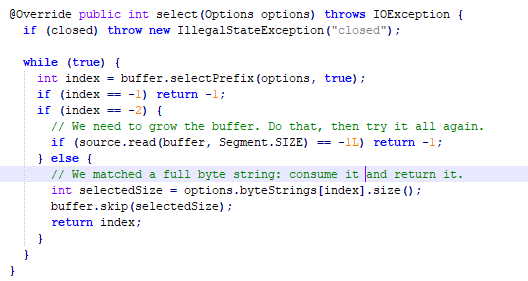 @Override public int select(Options options) throws IOException {
  if (closed) throw new IllegalStateException("closed");

  while (true) {
    int index = buffer.selectPrefix(options, true);
    if (index == -1) return -1;
    if (index == -2) {
      // We need to grow the buffer. Do that, then try it all again.
      if (source.read(buffer, Segment.SIZE) == -1L) return -1;
    } else {
      // We matched a full byte string: consume it and return it.
      int selectedSize = options.byteStrings[index].size();
      buffer.skip(selectedSize);
      return index;
    }
  }
}